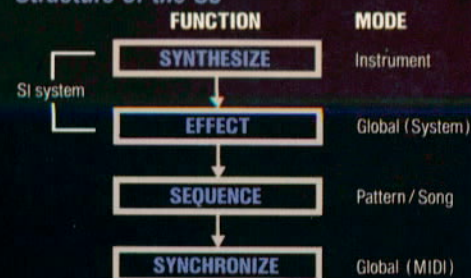 FUNCTION MODE
SYNTHESIZE Instrument
SI system
EFFECT Global (System)
SEQUENCE Pattern / Song
SYNCHRONIZE Global (MIDI)